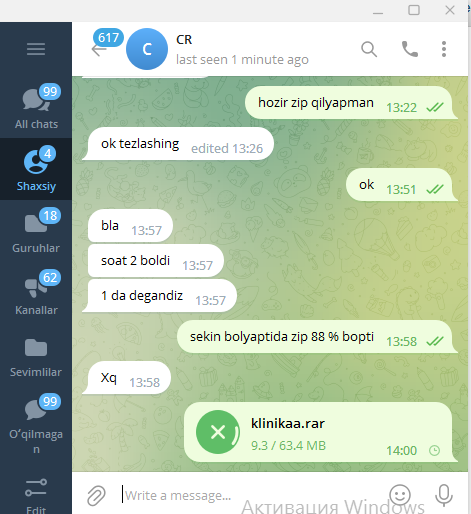 617
CR
last seen 1 minute ago
99
All chats
4
Shaxsiy
18
Guruhlar
62
Kanallar
Sevimlilar
99
Oʻqilmaga
n
Edit
hozir zip qilyapman 13:22
ok tezlashing edited 13:26
ok 13:51
bla 13:57
soat 2 boldi 13:57
1 da degandiz 13:57
sekin bolyaptida zip 88 % bopti 13:58
Xq 13:58
klinikaa.rar
9.3 / 63.4 MB 14:00
Write a message...
Активация Windows